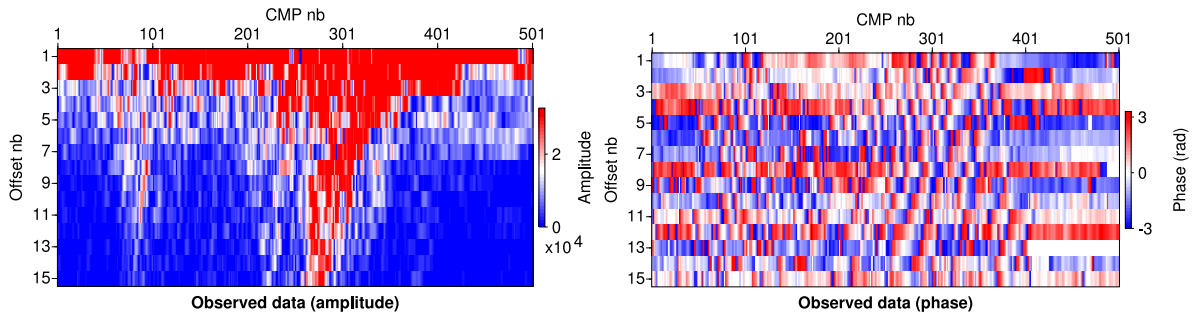 CMP nb
1 101 201 301 401 501
Offset nb
1
3
5
7
9
11
13
15
Amplitude
2
0
x10^4
Observed data (amplitude)
CMP nb
1 101 201 301 401 501
Offset nb
1
3
5
7
9
11
13
15
Phase (rad)
3
0
-3
Observed data (phase)